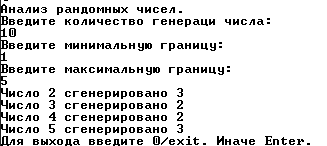 Анализ рандомных чисел.
Введите количество генераци числа:
10
Введите минимальную границу:
1
Введите максимальную границу:
5
Число 2 сгенерировано 3
Число 3 сгенерировано 2
Число 4 сгенерировано 2
Число 5 сгенерировано 3
Для выхода введите 0/exit. Иначе Enter.